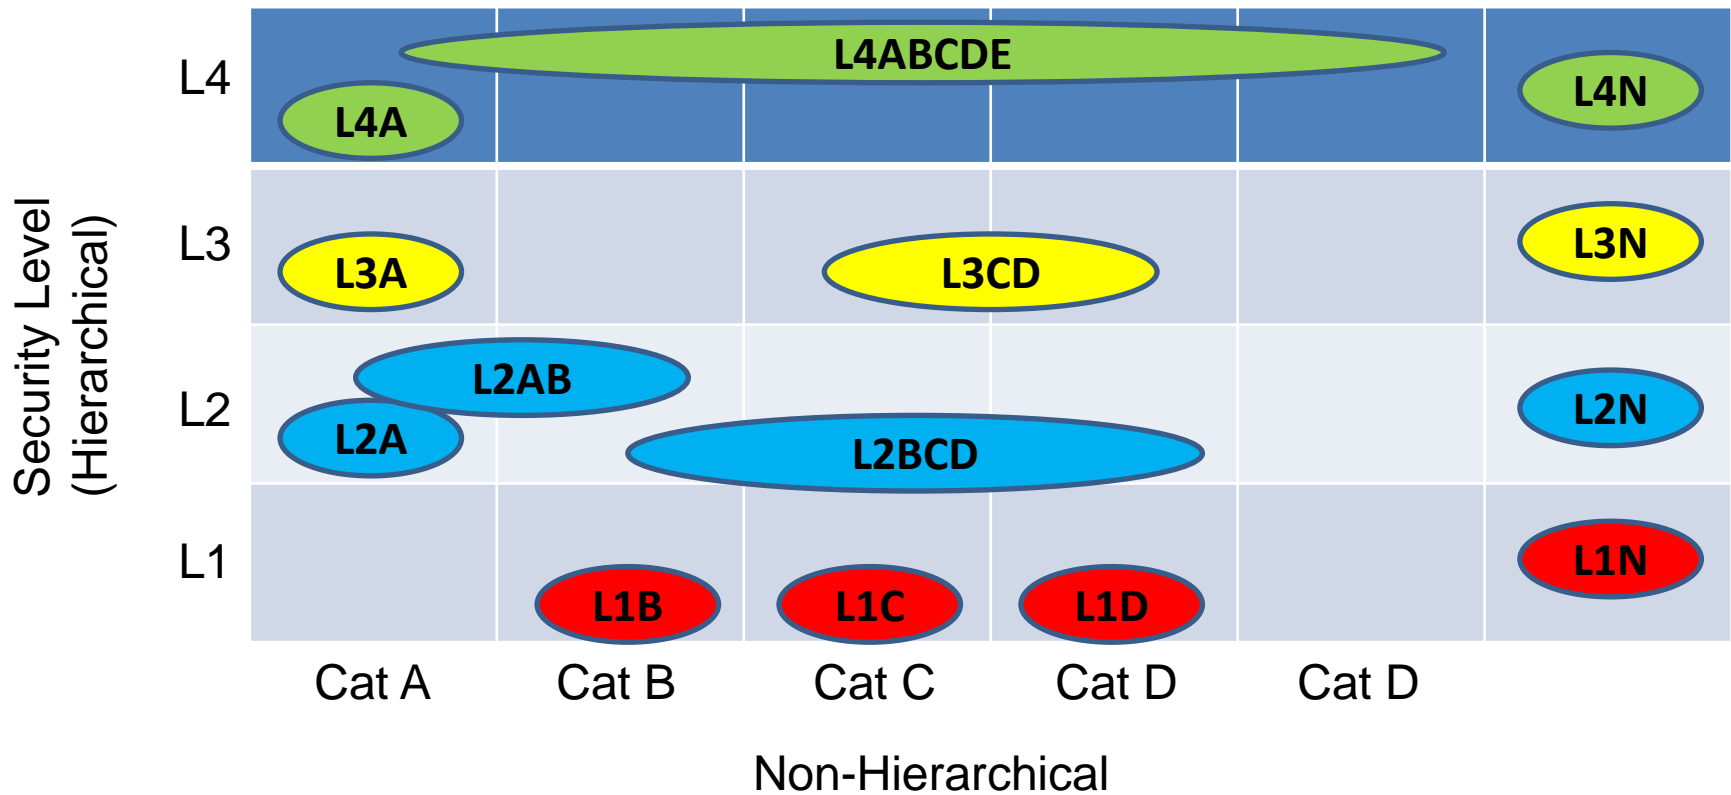 L4
L4ABCDE
L4N
L4A
L3
L3N
L3A
L3CD
Security Level
(Hierarchical)
L2AB
L2
L2N
L2A
L2BCD
L1
L1N
L1B
L1C
L1D
Cat A
Cat B
Cat C
Cat D
Cat D
Non-Hierarchical